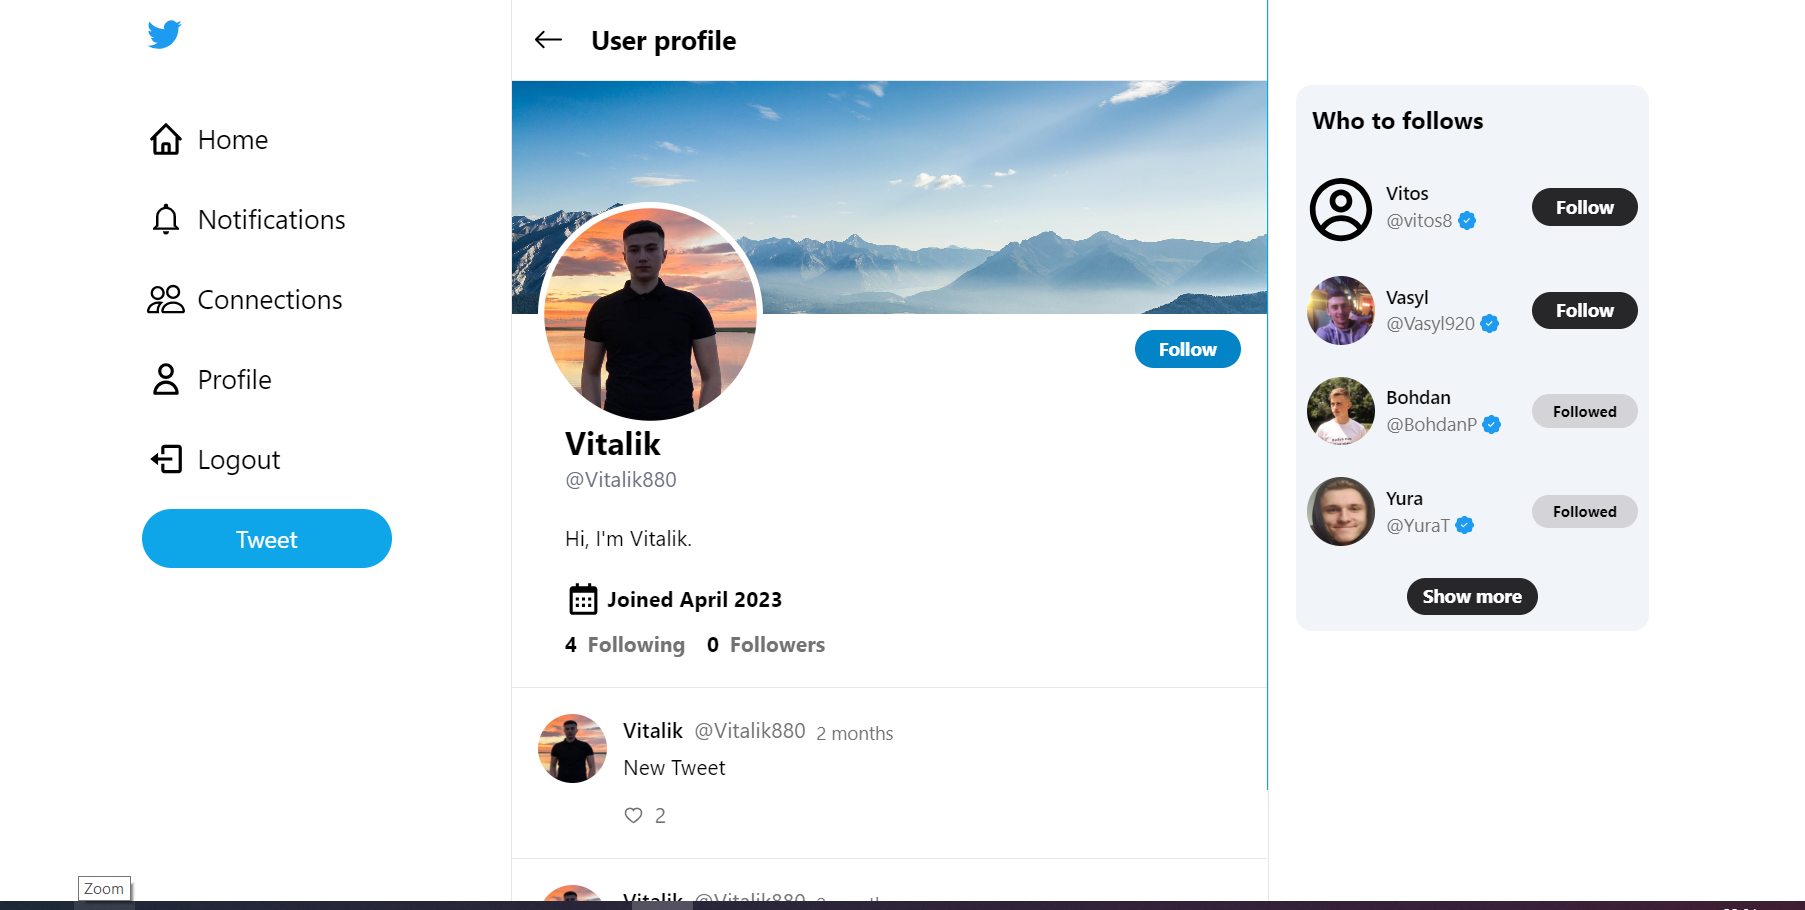 User profile
Home
Notifications
Connections
Profile
Logout
Tweet
Follow
Vitalik
@Vitalik880
Hi, I'm Vitalik.
Joined April 2023
4 Following 0 Followers
Vitalik @Vitalik880 2 months
New Tweet
2
Vitalik @Vitalik880
Who to follows
Vitos
@vitos8
Follow
Vasyl
@Vasyl920
Follow
Bohdan
@BohdanP
Followed
Yura
@YuraT
Followed
Show more
Zoom